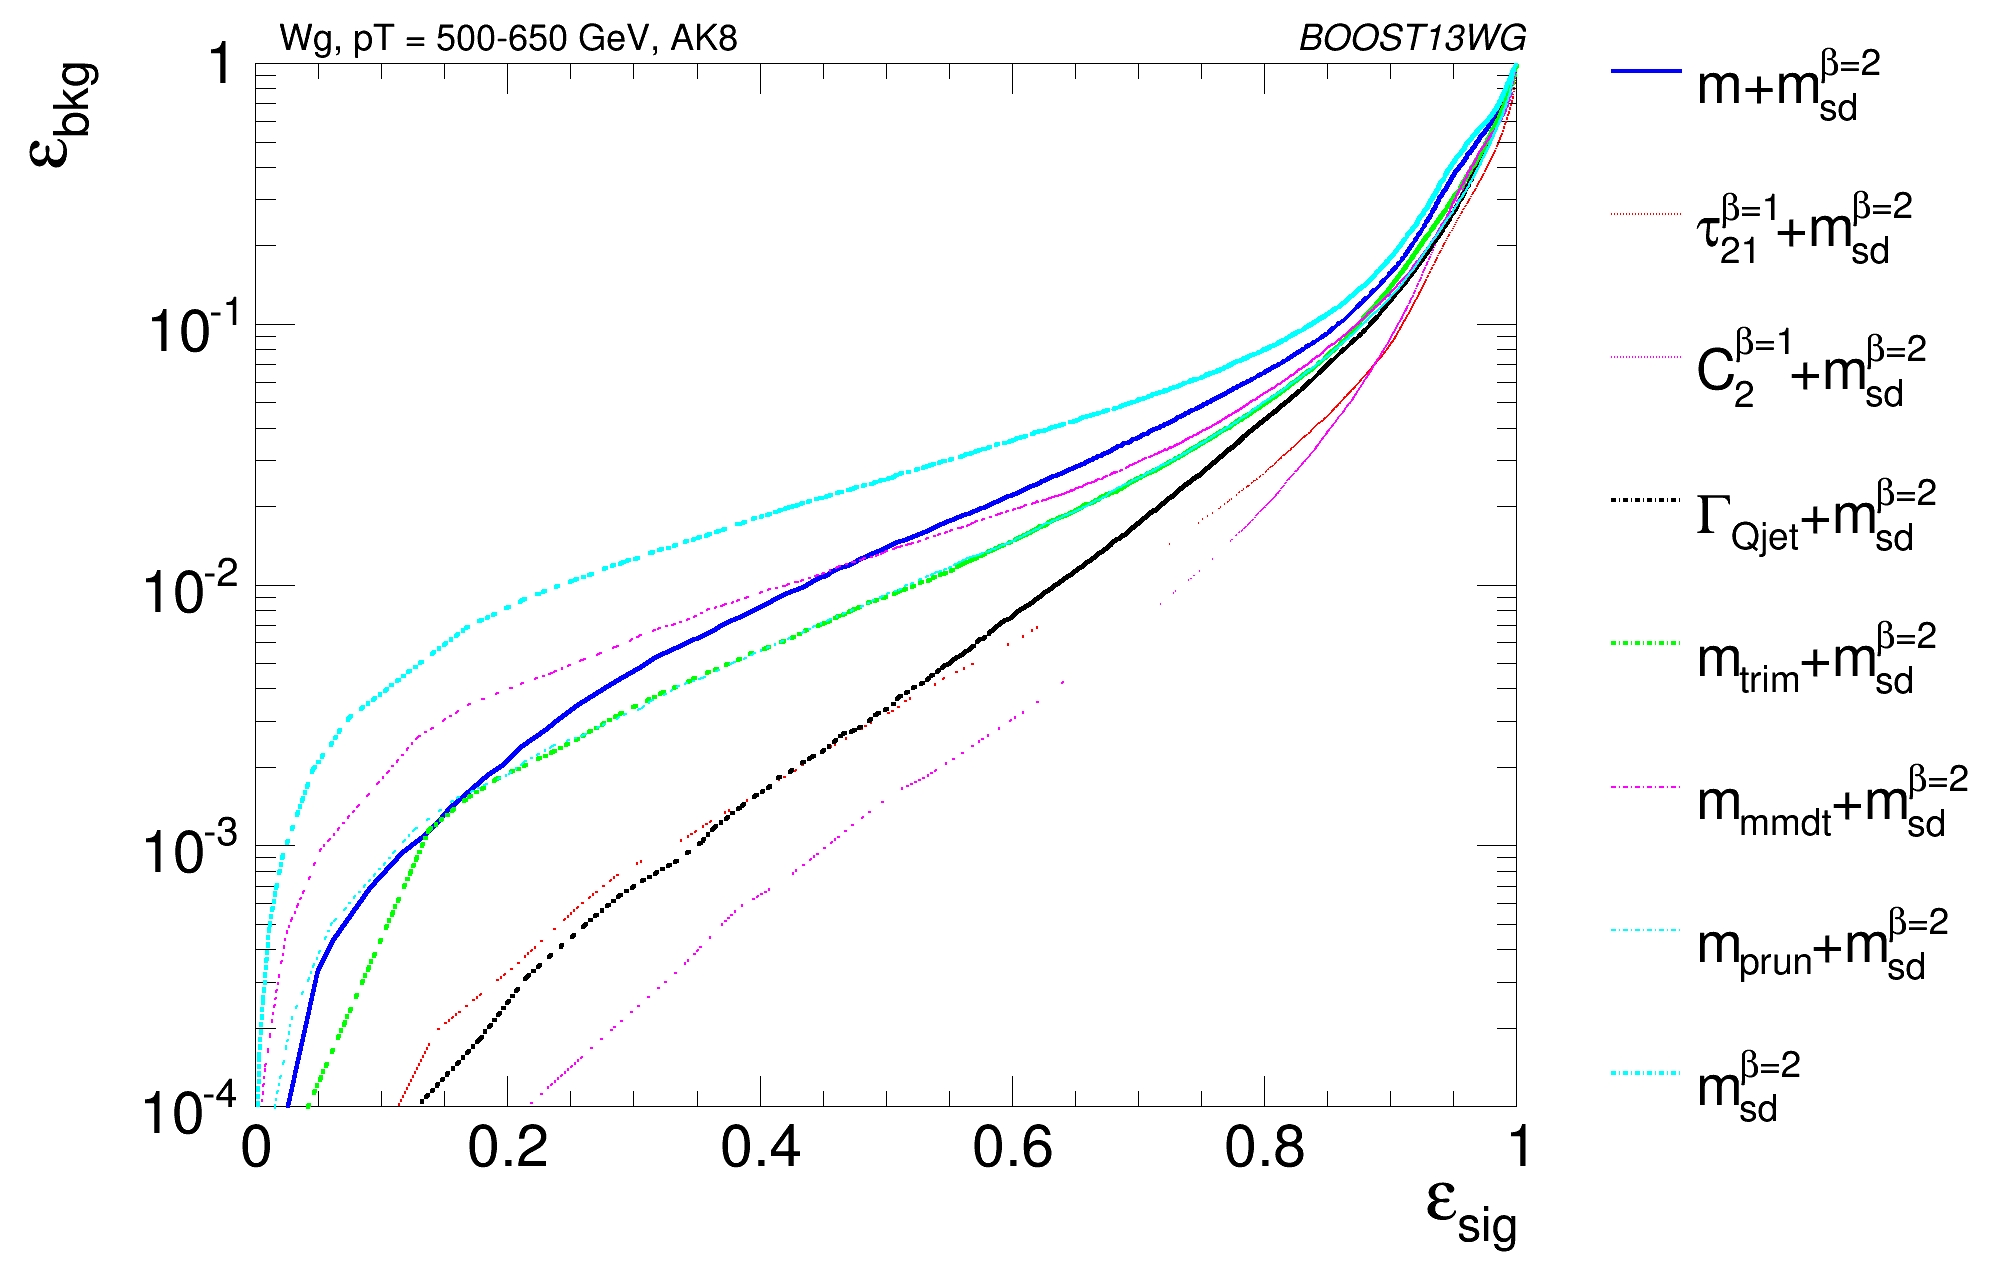 Wg, pT = 500-650 GeV, AK8
BOOST13WG
ε_bkg
1
10^-1
10^-2
10^-3
10^-4
0
0.2
0.4
0.6
0.8
1
ε_sig
m+m_sd^β=2
τ_21^β=1+m_sd^β=2
C_2^β=1+m_sd^β=2
Γ_Qjet+m_sd^β=2
m_trim+m_sd^β=2
m_mmdt+m_sd^β=2
m_prun+m_sd^β=2
m_sd^β=2